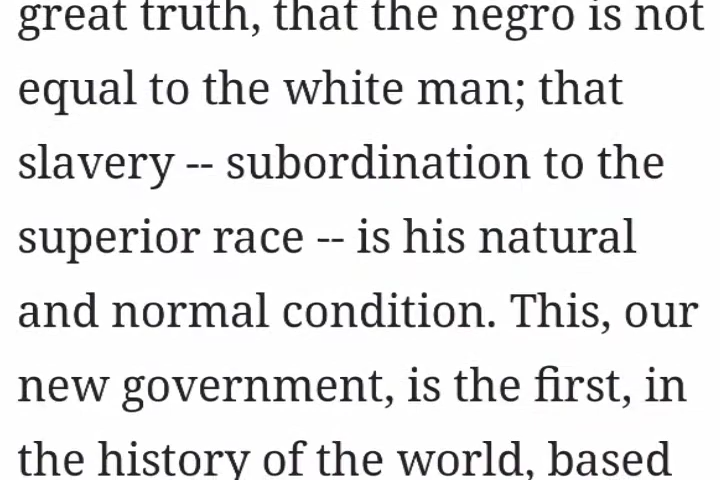 great truth, that the negro is not
equal to the white man; that
slavery -- subordination to the
superior race -- is his natural
and normal condition. This, our
new government, is the first, in
the history of the world, based